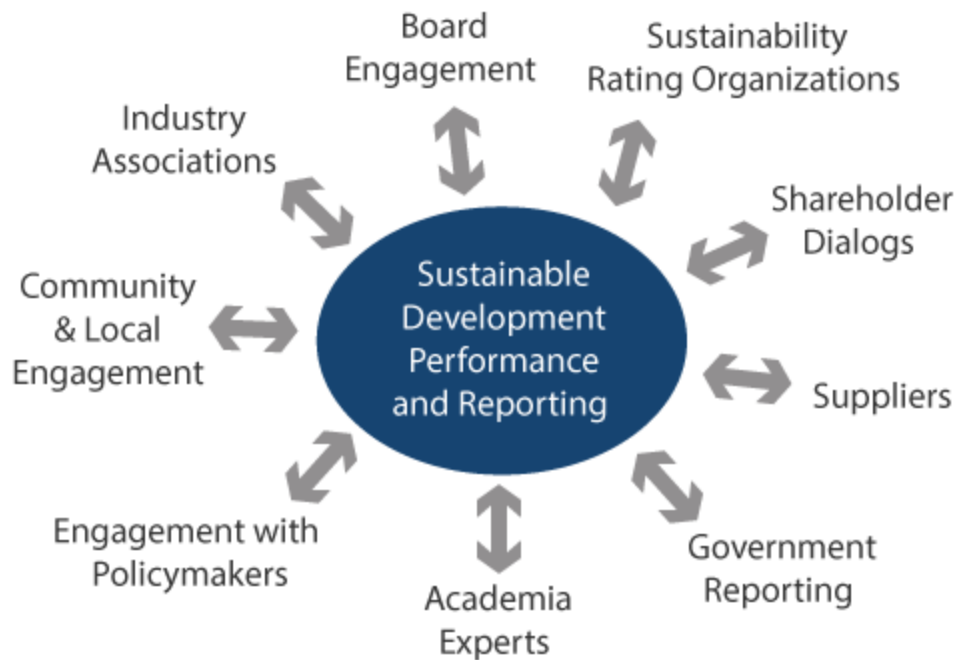 Board
Engagement
Sustainability
Rating Organizations
Industry
Associations
Shareholder
Dialogs
Sustainable
Development
Performance
and Reporting
Community
& Local
Engagement
Suppliers
Engagement with
Policymakers
Government
Reporting
Academia
Experts